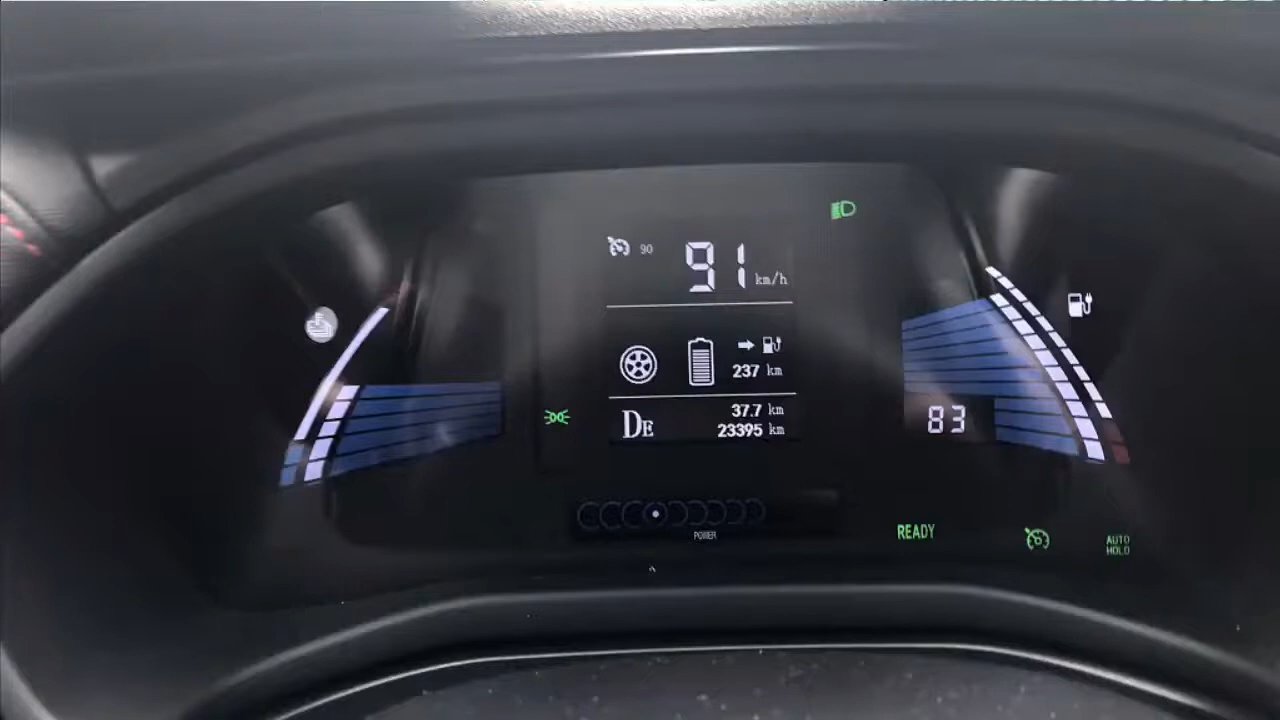 90 91 km/h
237 km
DE 37.7 km
23395 km
83
POWER
READY
AUTO
HOLD